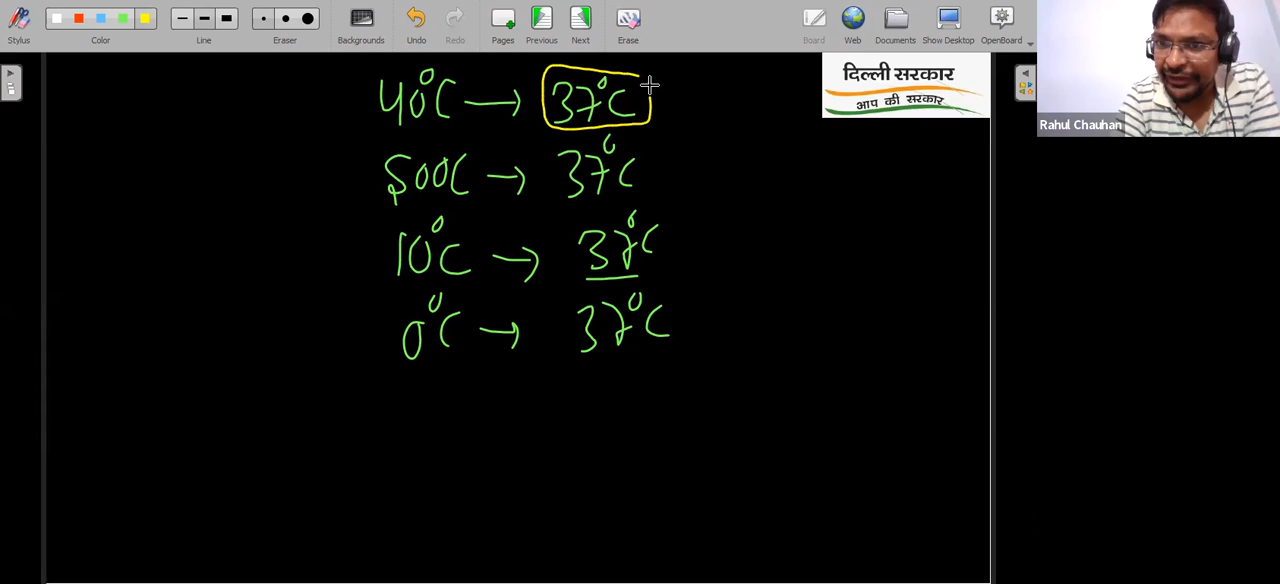 Stylus Color Line Eraser Backgrounds Undo Redo Pages Previous Next Erase Board Web Documents Show Desktop OpenBoard
40°C → 37°C
500C → 37°C
10°C → 37°C
0°C → 37°C
दिल्ली सरकार
आप की सरकार
Rahul Chauhan